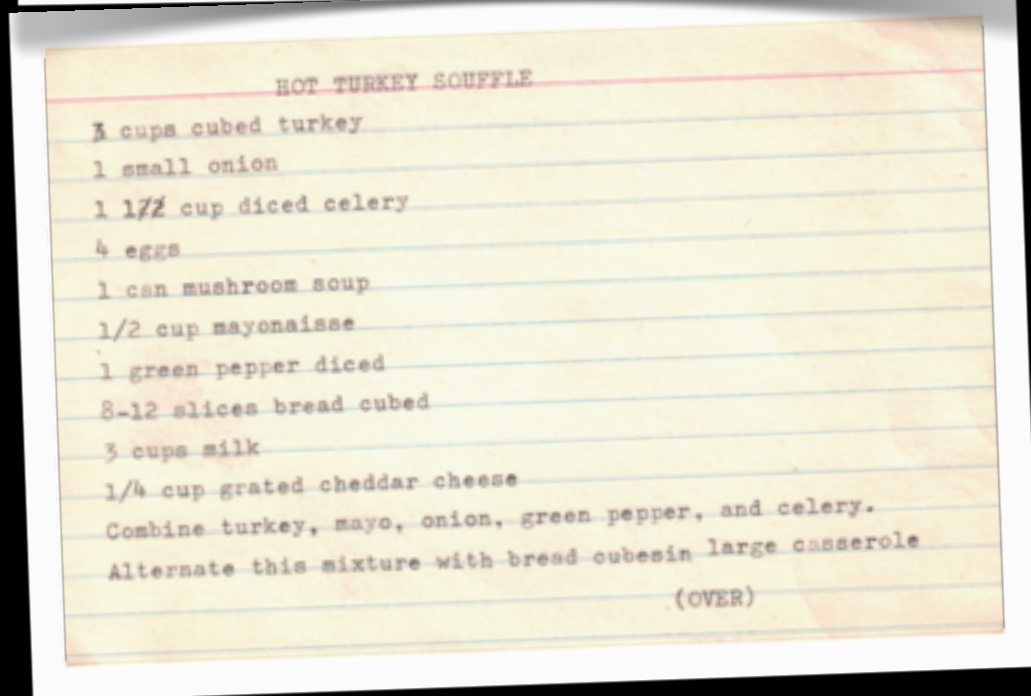 HOT TURKEY SOUFFLE
3 cups cubed turkey
1 small onion
1 1/2 cup diced celery
4 eggs
1 can mushroom soup
1/2 cup mayonaisse
1 green pepper diced
8-12 slices bread cubed
3 cups milk
1/4 cup grated cheddar cheese
Combine turkey, mayo, onion, green pepper, and celery.
Alternate this mixture with bread cubesin large casserole
(OVER)